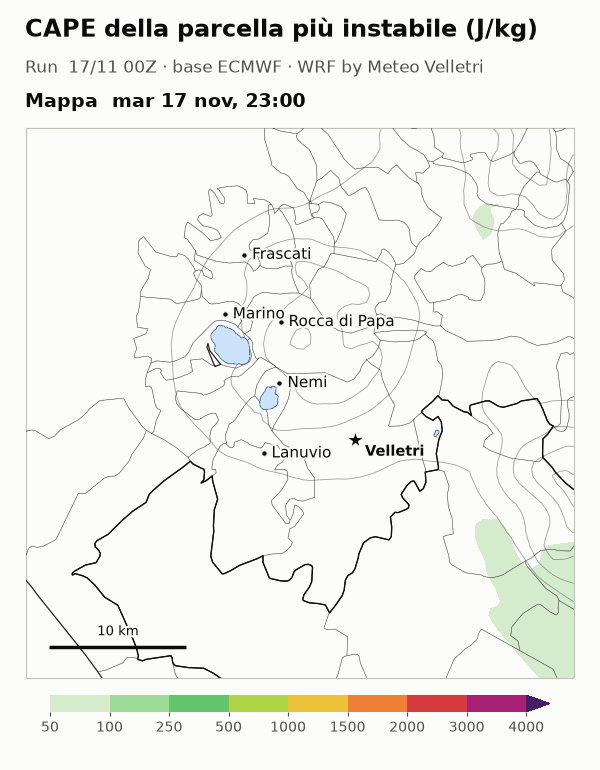 CAPE della parcella più instabile (J/kg)
Run  17/11 00Z · base ECMWF · WRF by Meteo Velletri
Mappa  mar 17 nov, 23:00
Frascati
Marino
Rocca di Papa
Nemi
Velletri
Lanuvio
10 km
50 100 250 500 1000 1500 2000 3000 4000